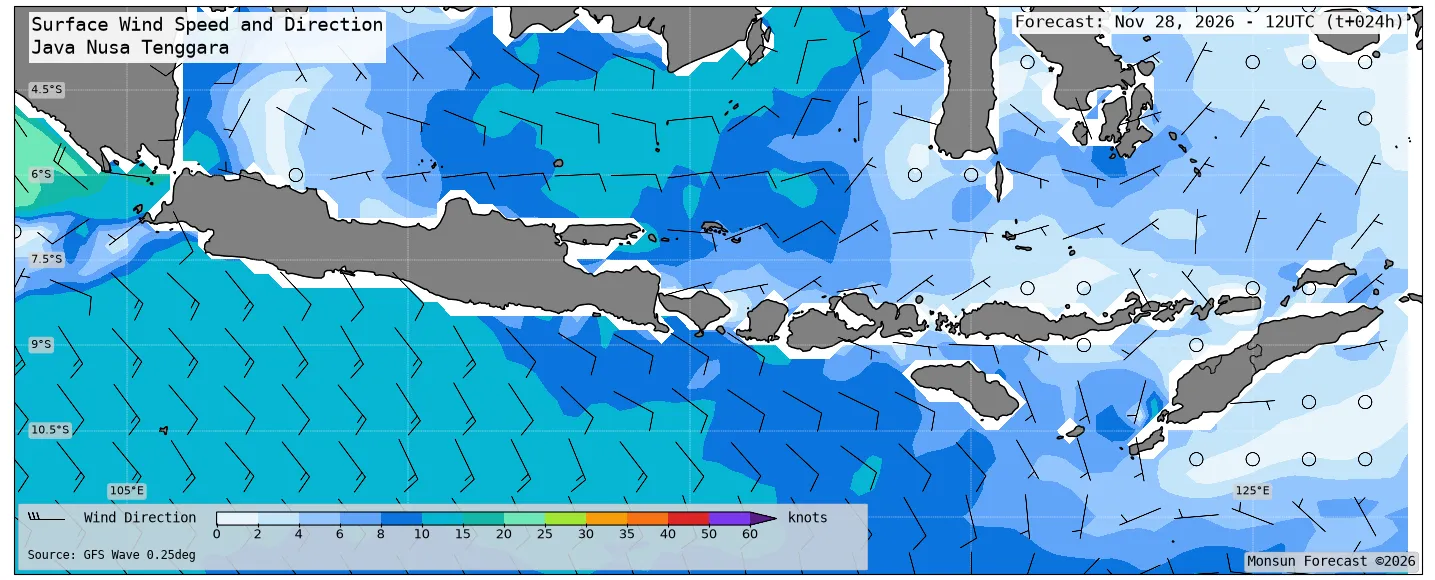 Surface Wind Speed and Direction
Java Nusa Tenggara
Forecast: Nov 28, 2026 - 12UTC (t+024h)
4.5°S
6°S
7.5°S
9°S
10.5°S
105°E
125°E
Wind Direction
0 2 4 6 8 10 15 20 25 30 35 40 50 60
knots
Source: GFS Wave 0.25deg
Monsun Forecast ©2026